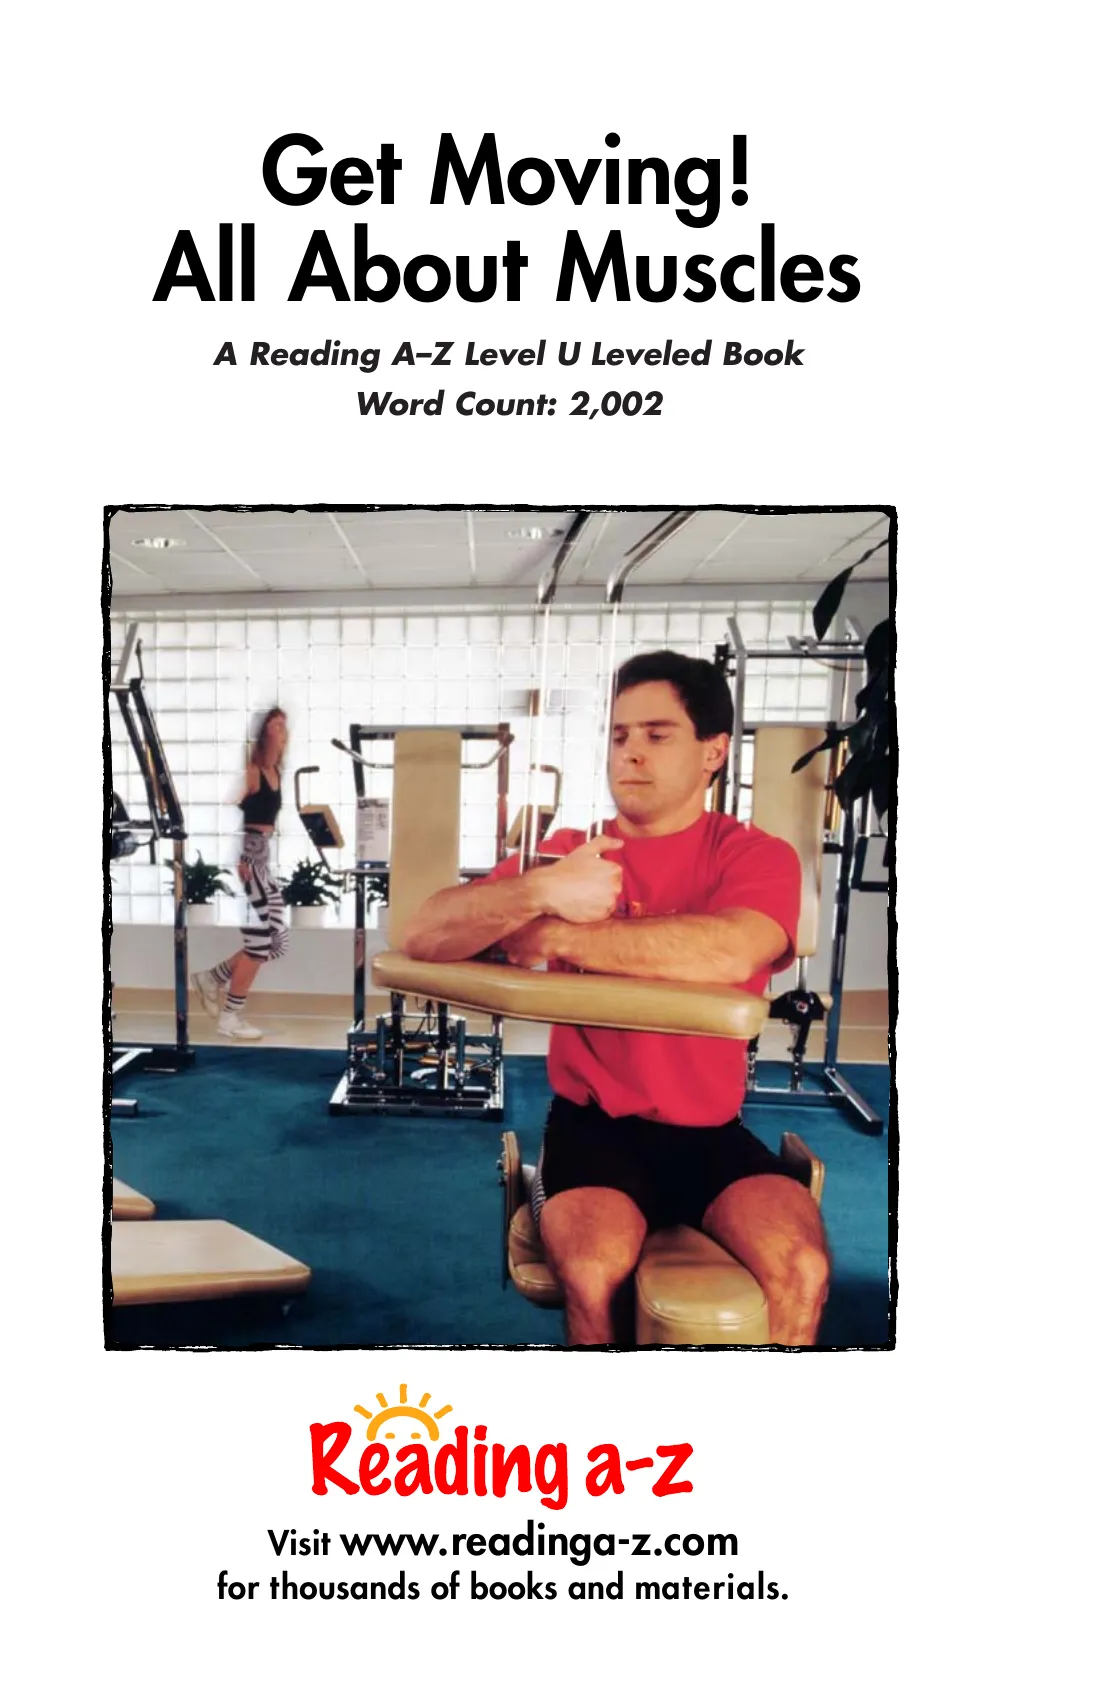 Get Moving!
All About Muscles
A Reading A–Z Level U Leveled Book
Word Count: 2,002
Reading a-z
Visit www.readinga-z.com
for thousands of books and materials.